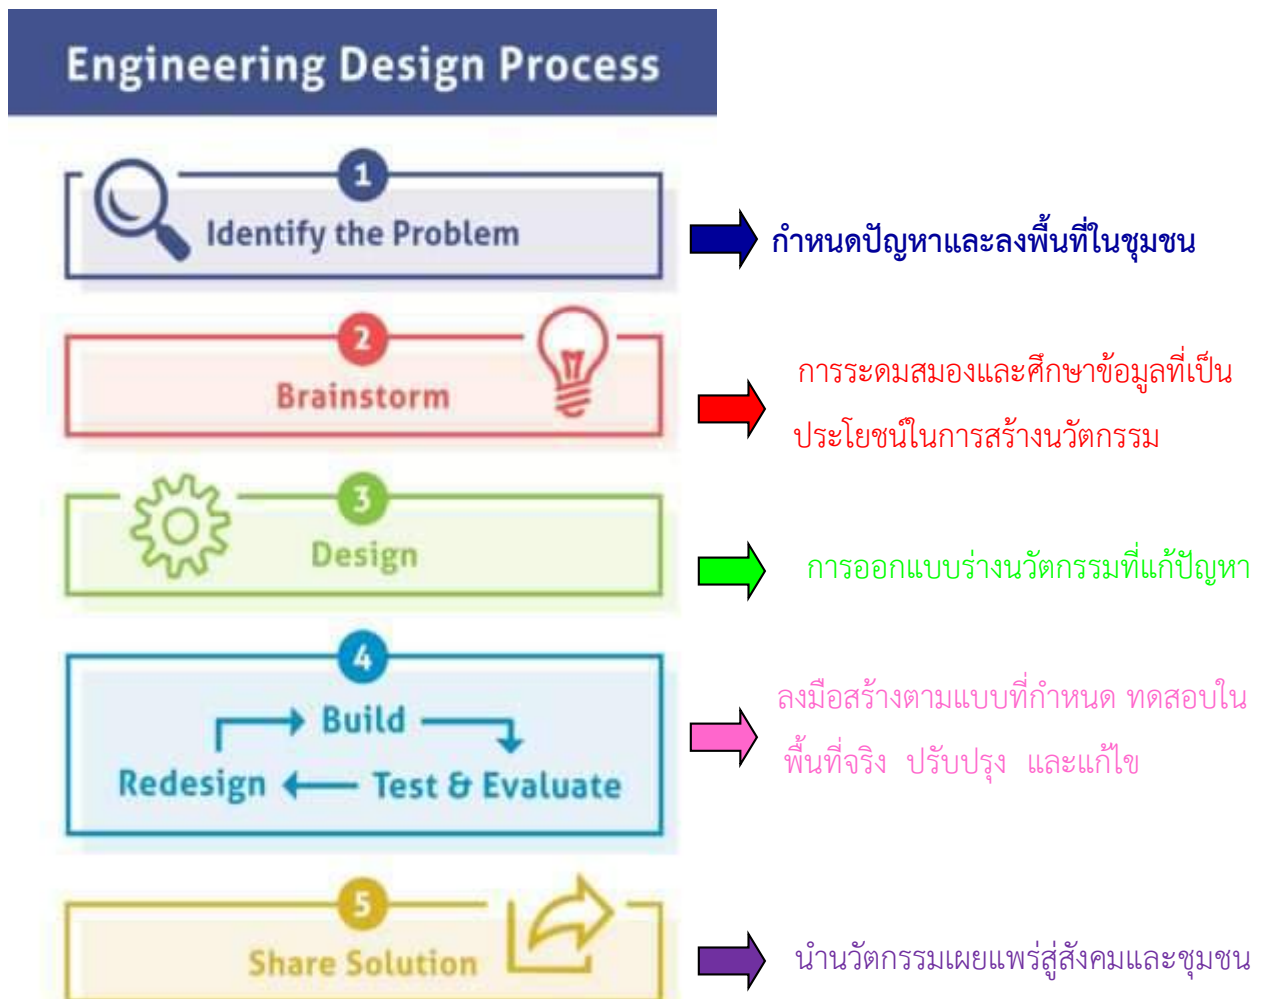 Engineering Design Process
1
Identify the Problem
กำหนดปัญหาและลงพื้นที่ในชุมชน
2
Brainstorm
การระดมสมองและศึกษาข้อมูลที่เป็น
ประโยชน์ในการสร้างนวัตกรรม
3
Design
การออกแบบร่างนวัตกรรมที่แก้ปัญหา
4
Build
Redesign
Test & Evaluate
ลงมือสร้างตามแบบที่กำหนด ทดสอบใน
พื้นที่จริง ปรับปรุง และแก้ไข
5
Share Solution
นำนวัตกรรมเผยแพร่สู่สังคมและชุมชน